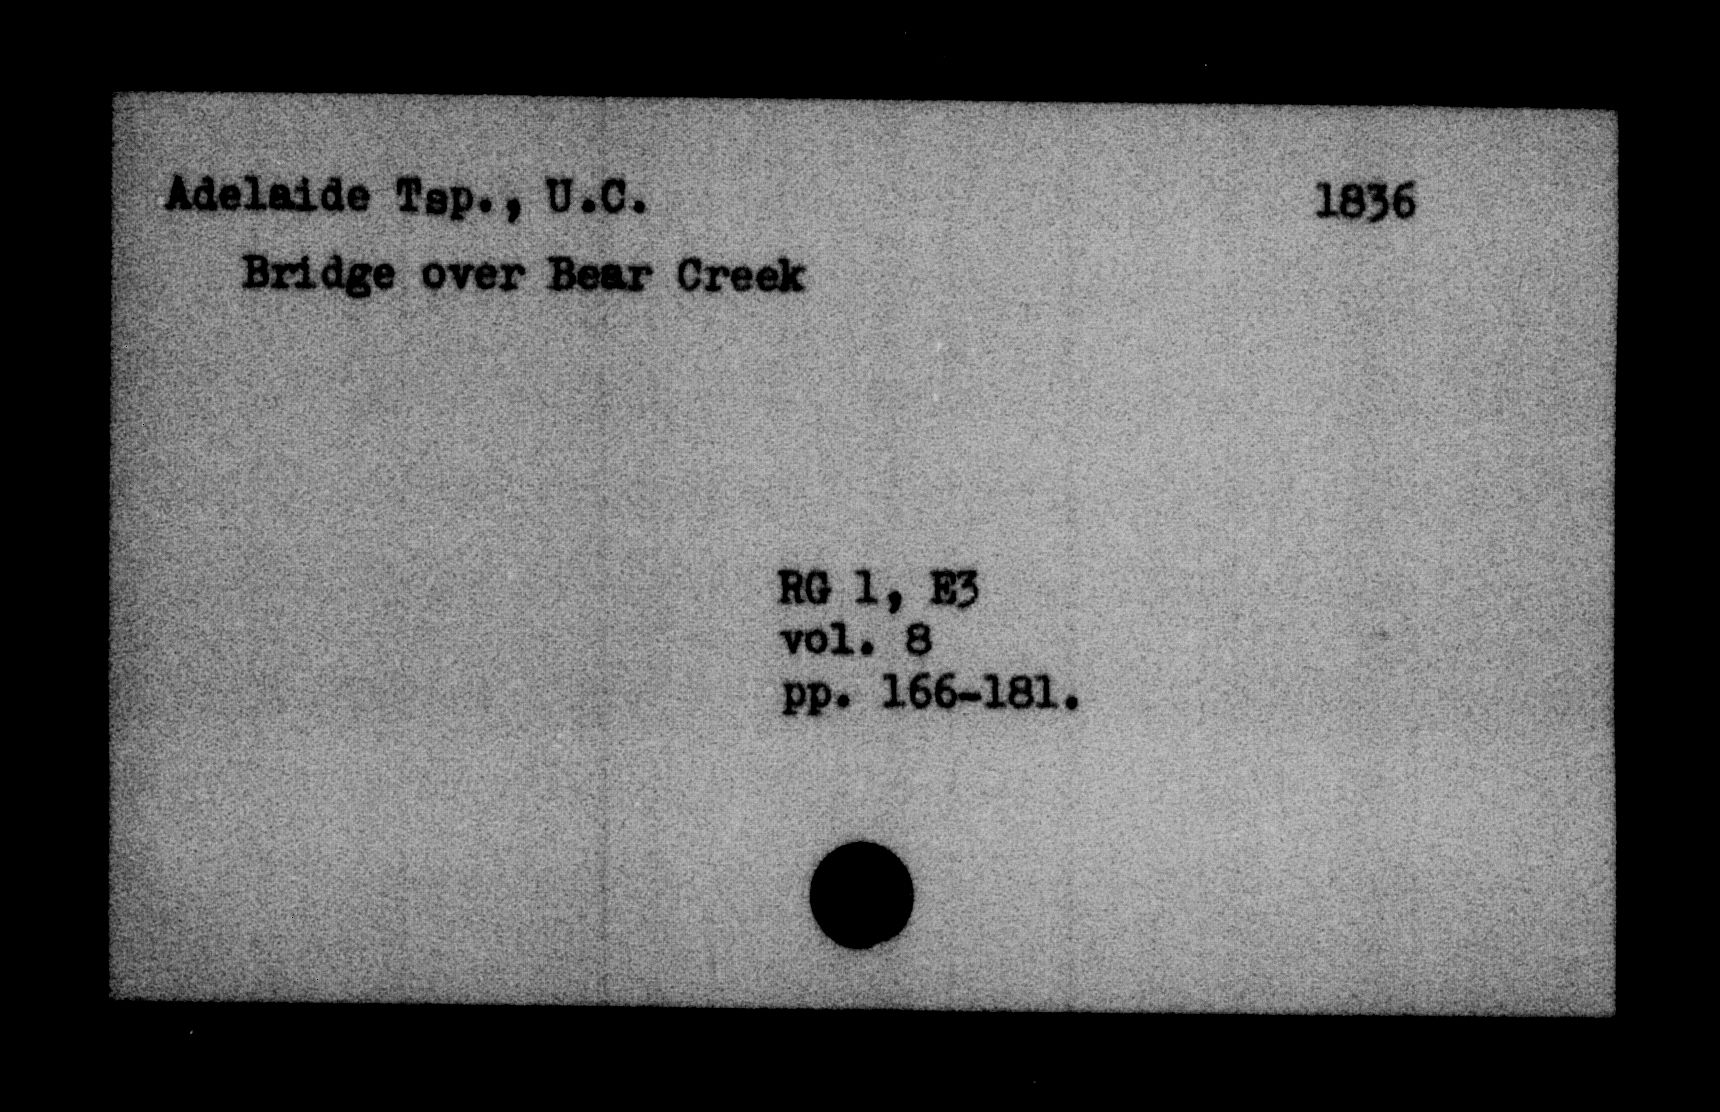 Adelaide Tsp., U.C. 1836
Bridge over Bear Creek
RG 1, E3
vol. 8
pp. 166-181.